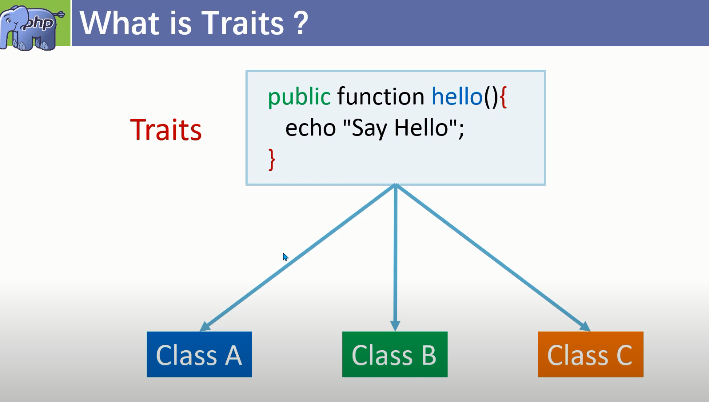 php
What is Traits ?
Traits
public function hello(){
echo "Say Hello";
}
Class A
Class B
Class C